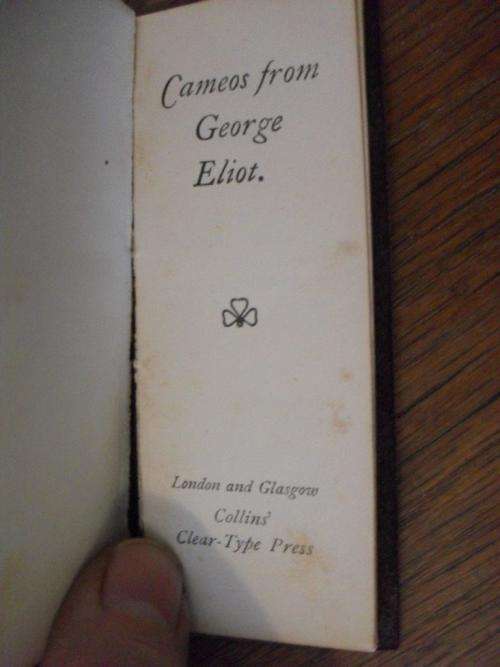 Cameos from
George
Eliot.
London and Glasgow
Collins'
Clear-Type Press